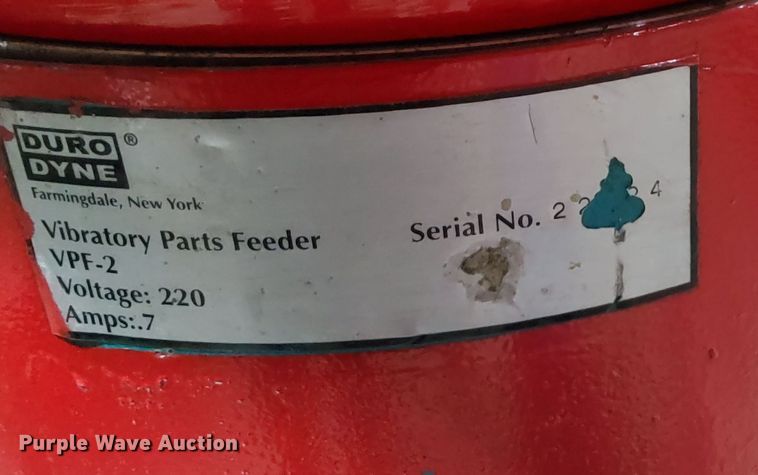 DURO ®
DYNE
Farmingdale, New York
Vibratory Parts Feeder
VPF-2
Voltage: 220
Amps:.7
Serial No.
Purple Wave Auction